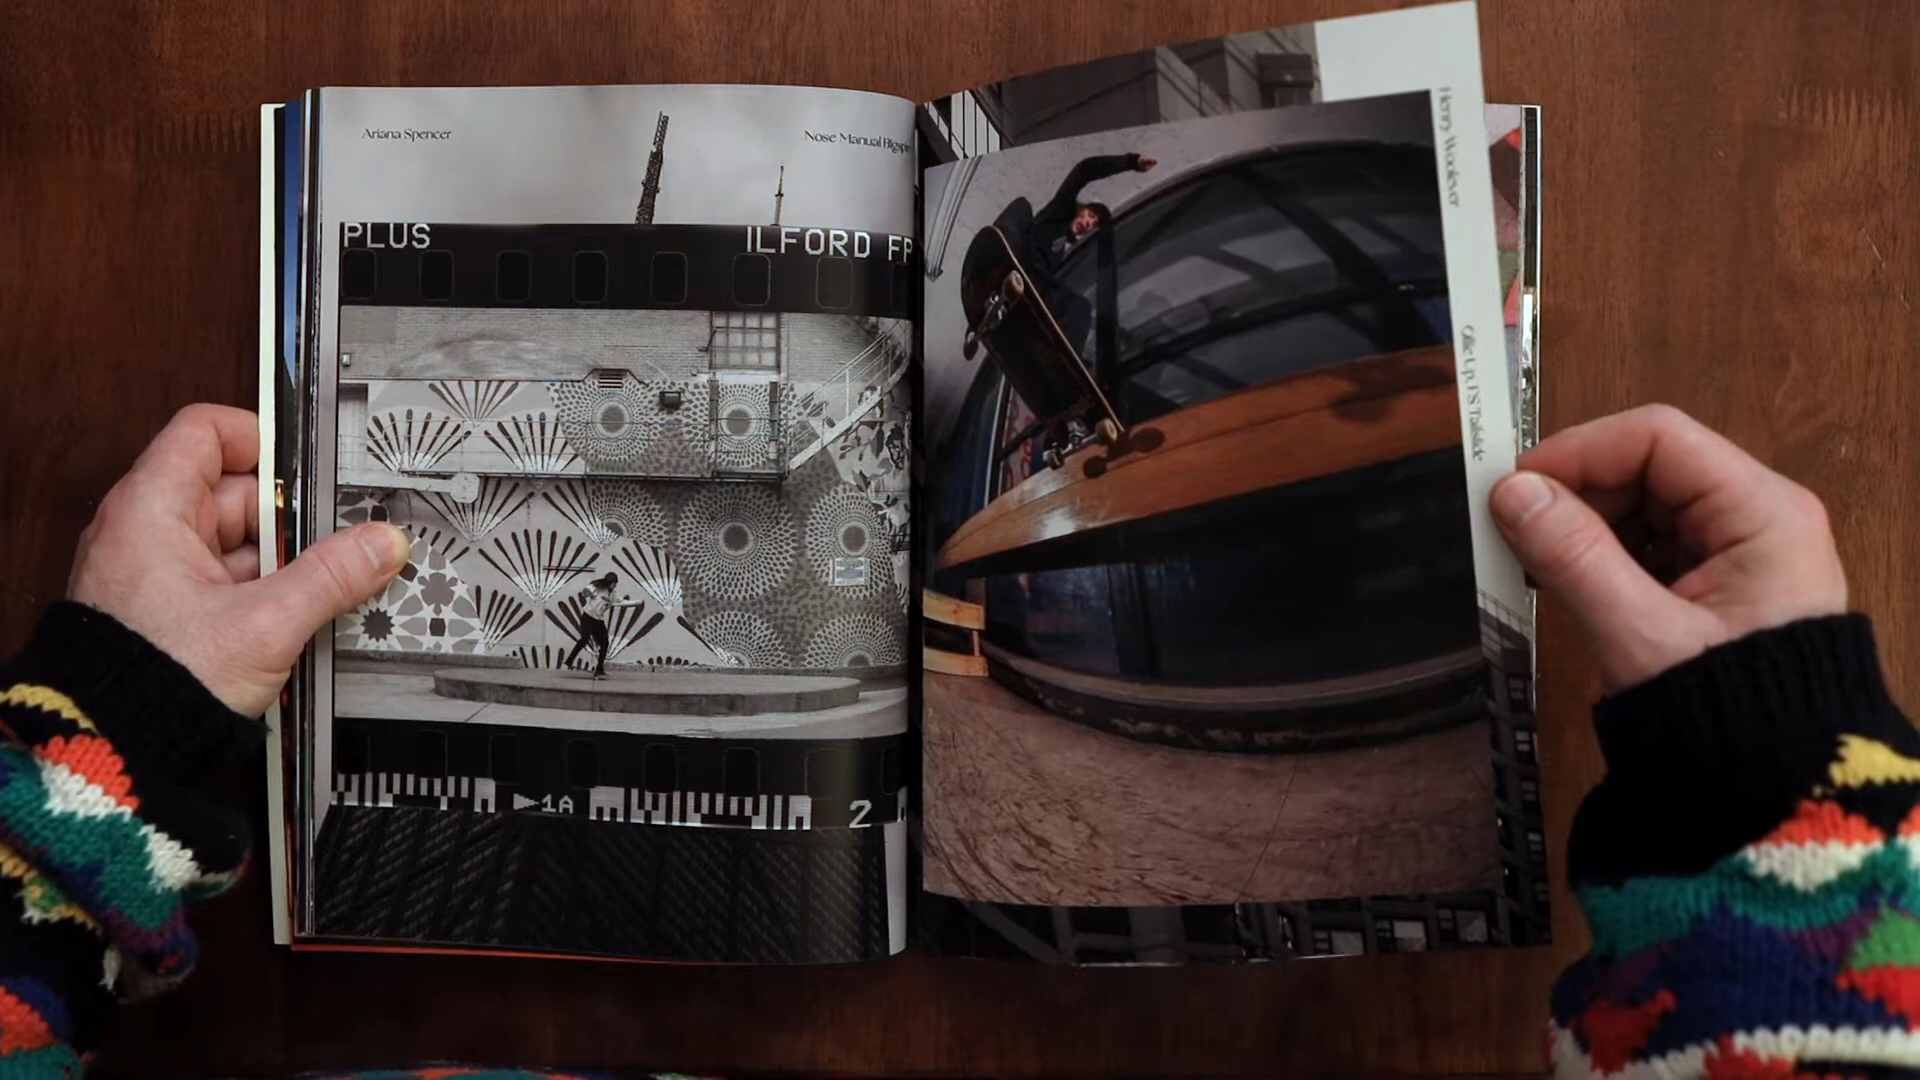 Ariana Spencer
Nose Manual Bigspin
PLUS
ILFORD FP
1A
2
Henry Woolever
Ollie Up, FS Tailslide